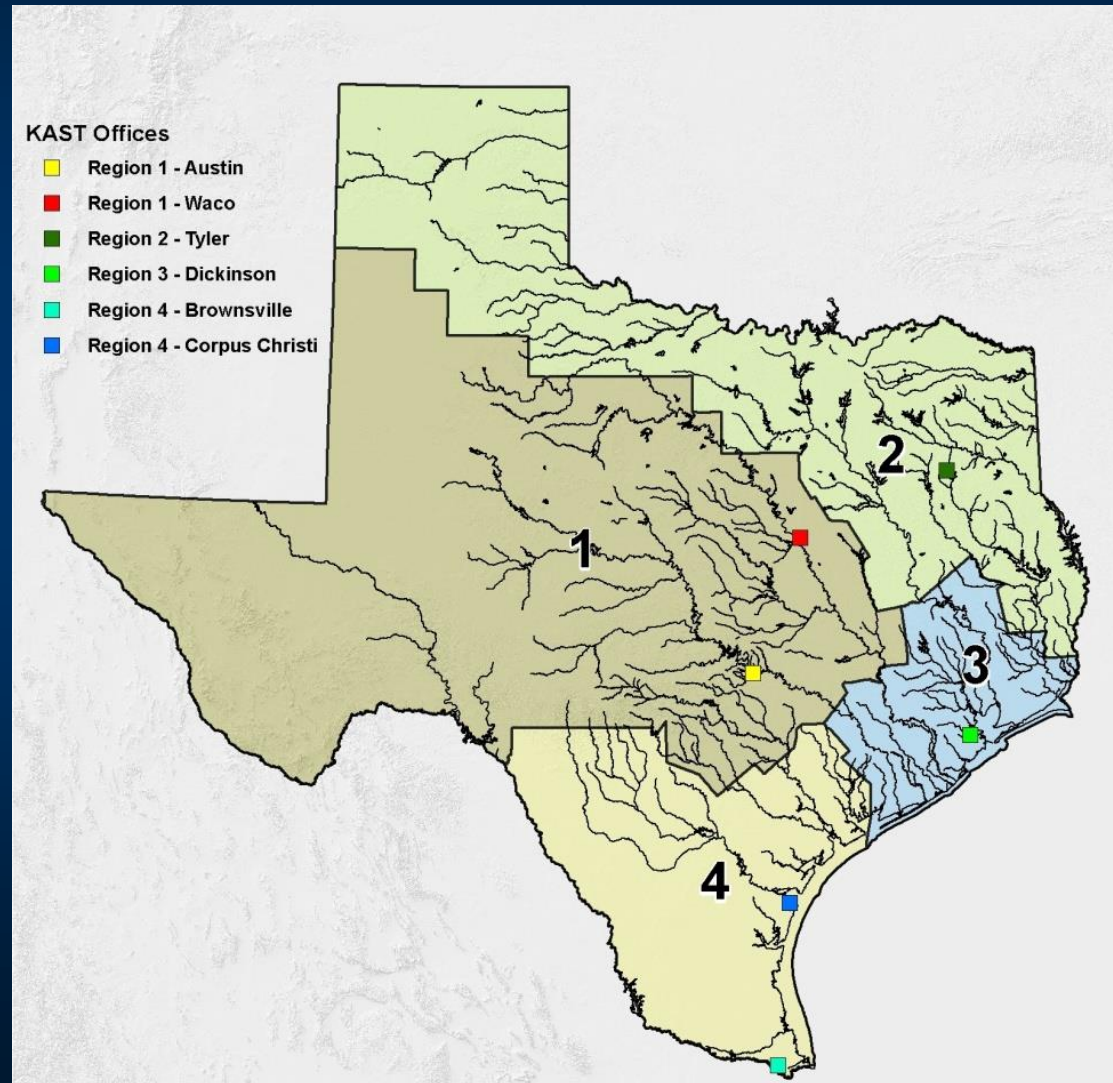 KAST Offices
Region 1 - Austin
Region 1 - Waco
Region 2 - Tyler
Region 3 - Dickinson
Region 4 - Brownsville
Region 4 - Corpus Christi
2
1
3
4